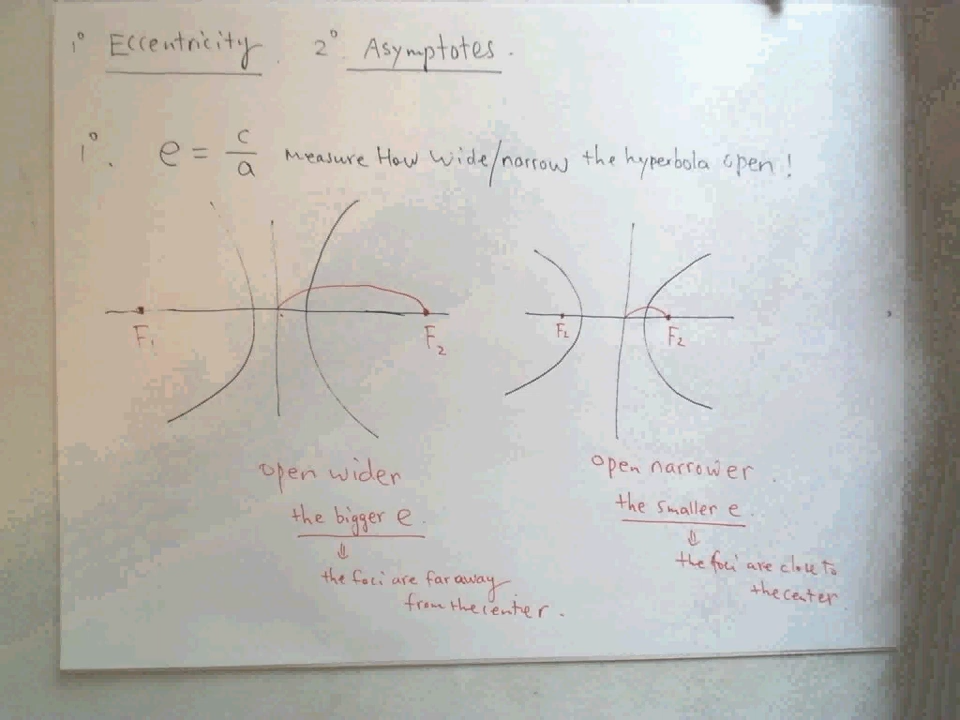 1° Eccentricity. 2° Asymptotes.
1°. e = c/a Measure How wide/narrow the hyperbola open!
F₁ F₂ F₁ F₂
open wider
the bigger e.
⇓
the foci are far away
from the center.
open narrower.
the smaller e.
⇓
the foci are close to
the center